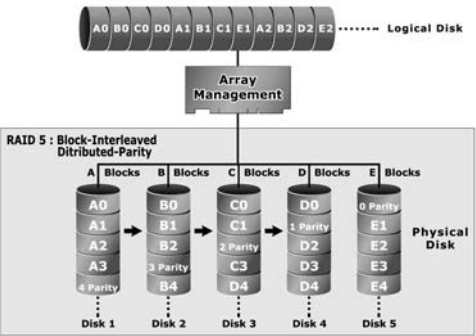 A0 B0 C0 D0 A1 B1 C1 E1 A2 B2 D2 E2 Logical Disk
Array
Management
RAID 5 : Block-Interleaved
Ditributed-Parity
A Blocks B Blocks C Blocks D Blocks E Blocks
A0 B0 C0 D0 0 Parity
A1 B1 C1 1 Parity E1
A2 B2 2 Parity D2 E2
A3 3 Parity C3 D3 E3
4 Parity B4 D4 D4 E4
Physical
Disk
Disk 1 Disk 2 Disk 3 Disk 4 Disk 5